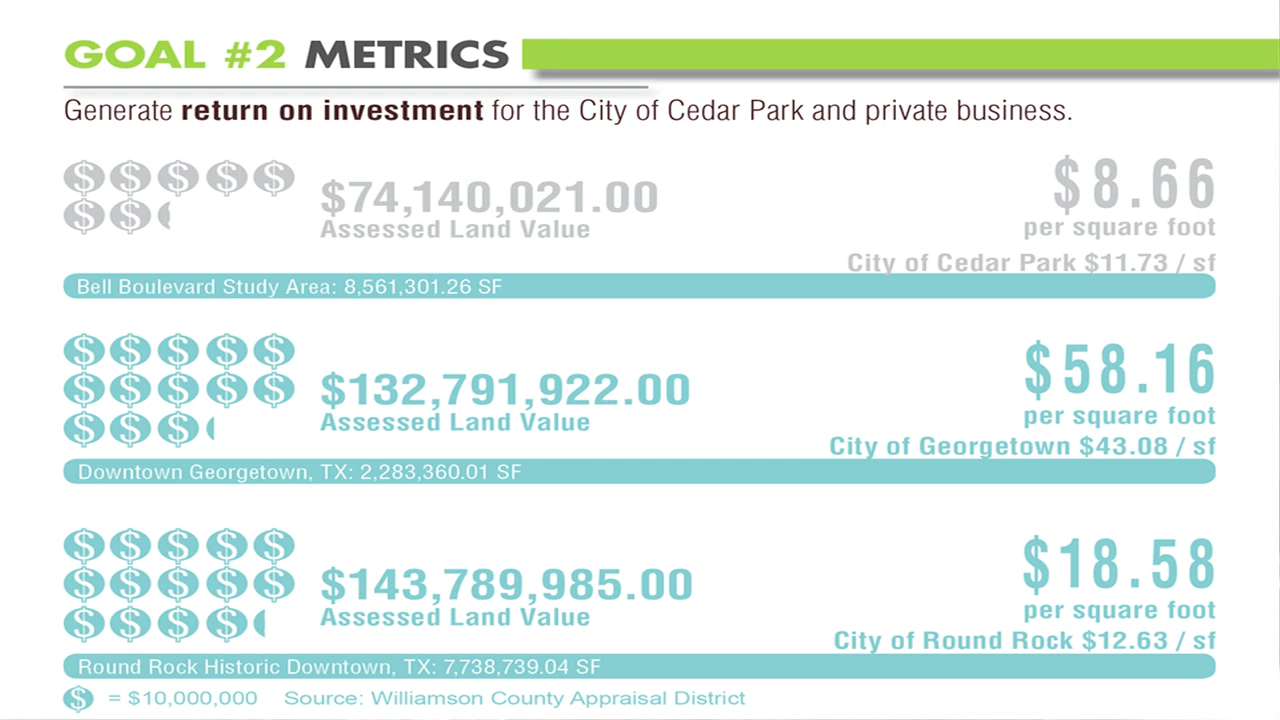 GOAL #2 METRICS
Generate return on investment for the City of Cedar Park and private business.
$74,140,021.00
Assessed Land Value
$8.66
per square foot
City of Cedar Park $11.73 / sf
Bell Boulevard Study Area: 8,561,301.26 SF
$132,791,922.00
Assessed Land Value
$58.16
per square foot
City of Georgetown $43.08 / sf
Downtown Georgetown, TX: 2,283,360.01 SF
$143,789,985.00
Assessed Land Value
$18.58
per square foot
City of Round Rock $12.63 / sf
Round Rock Historic Downtown, TX: 7,738,739.04 SF
$ = $10,000,000 Source: Williamson County Appraisal District